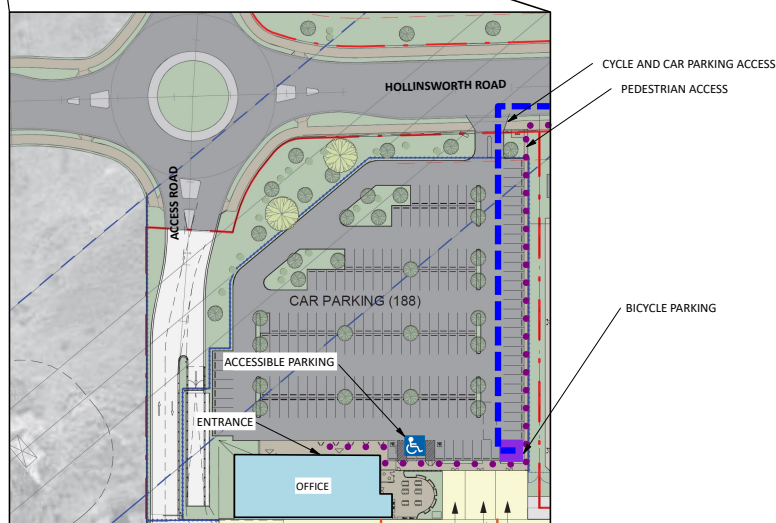 CYCLE AND CAR PARKING ACCESS
HOLLINSWORTH ROAD
PEDESTRIAN ACCESS
ACCESS ROAD
CAR PARKING (188)
BICYCLE PARKING
ACCESSIBLE PARKING
ENTRANCE
OFFICE